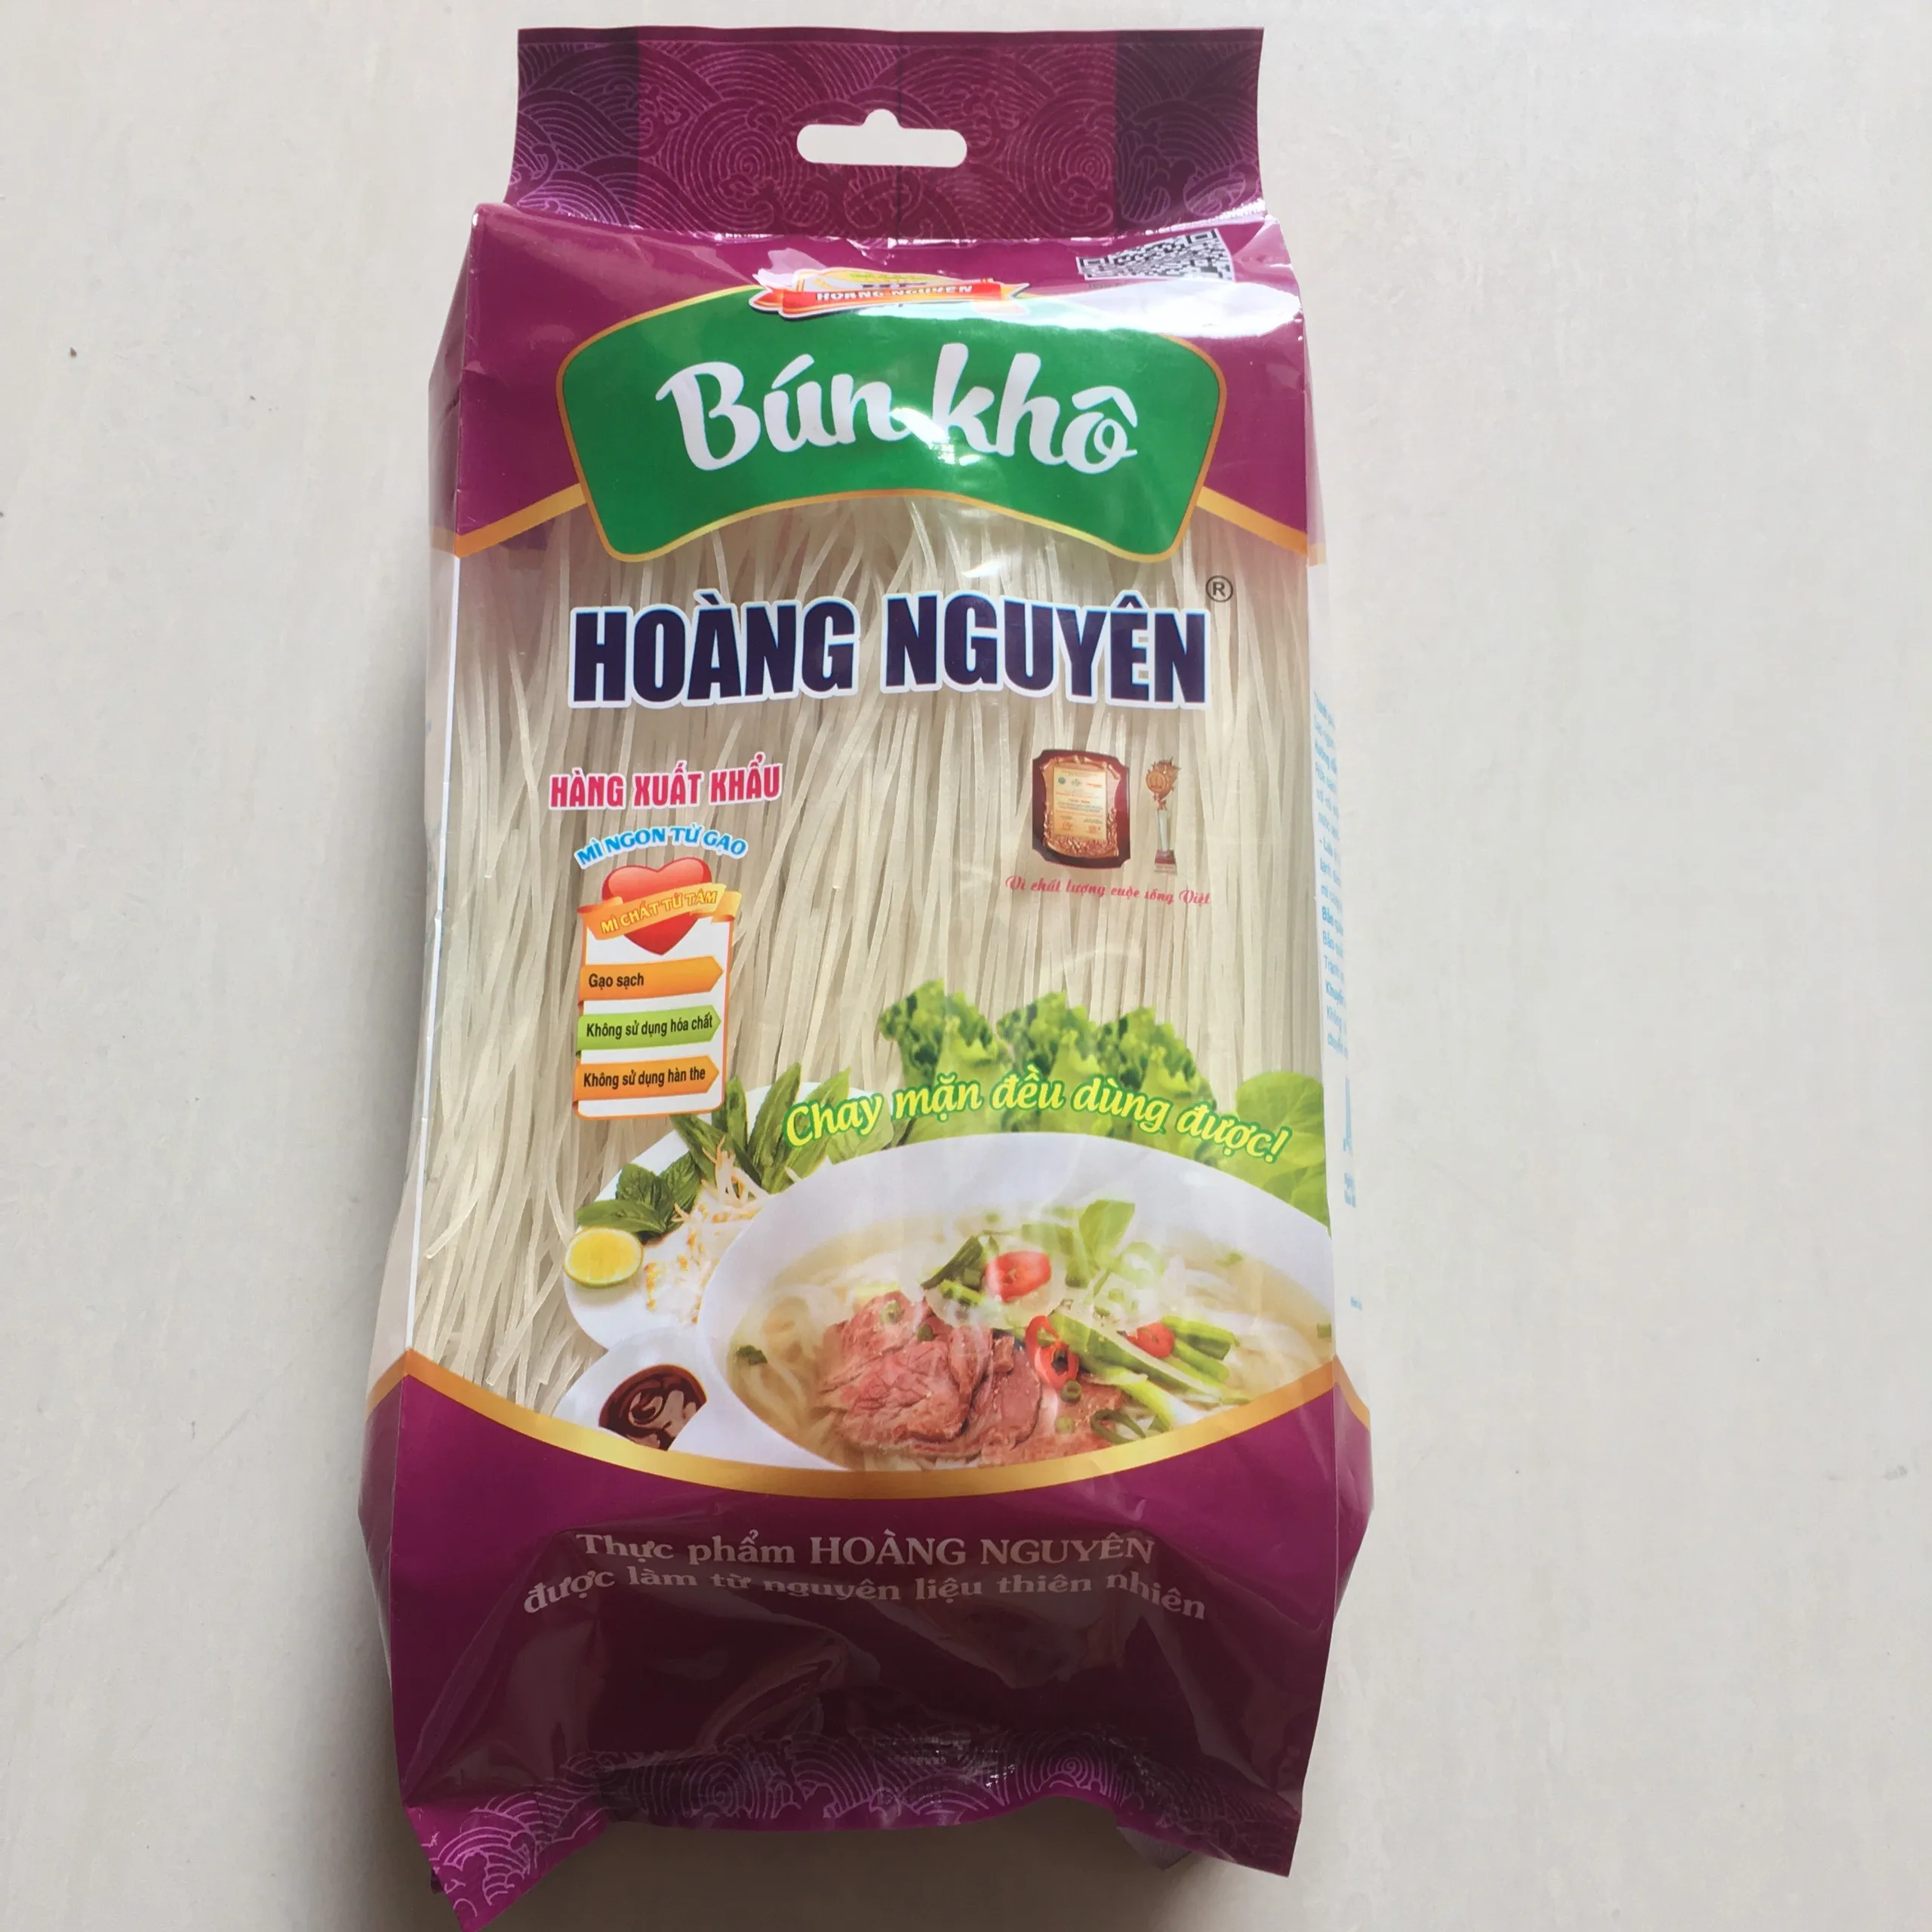 HOÀNG NGUYÊN
Bún khô
HOÀNG NGUYÊN®
HÀNG XUẤT KHẨU
MÌ NGON TỪ GẠO
MÌ CHẤT TỪ TÂM
Gạo sạch
Không sử dụng hóa chất
Không sử dụng hàn the
Vì chất lượng cuộc sống Việt
Chay mặn đều dùng được!
Thực phẩm HOÀNG NGUYÊN
được làm từ nguyên liệu thiên nhiên